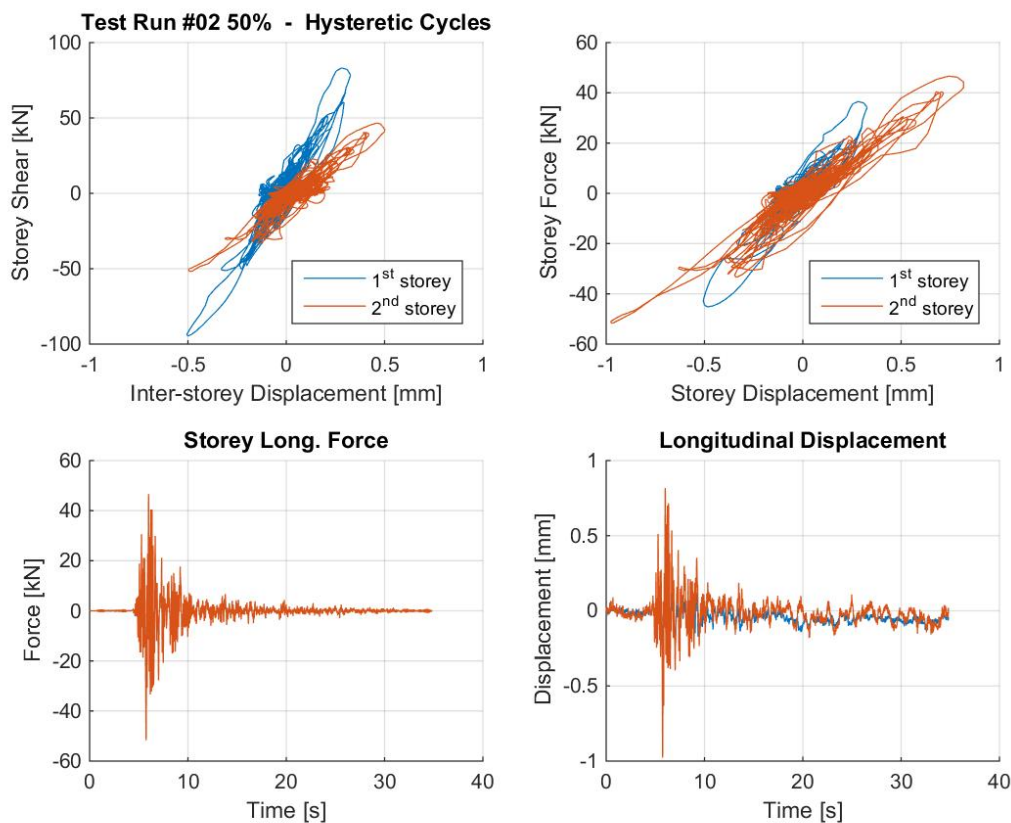 Test Run #02 50%  -  Hysteretic Cycles
100
50
0
-50
-100
Storey Shear [kN]
1st storey
2nd storey
-1
-0.5
0
0.5
1
Inter-storey Displacement [mm]
60
40
20
0
-20
-40
-60
Storey Force [kN]
1st storey
2nd storey
-1
-0.5
0
0.5
1
Storey Displacement [mm]
Storey Long. Force
60
40
20
0
-20
-40
-60
Force [kN]
0
10
20
30
40
Time [s]
Longitudinal Displacement
1
0.5
0
-0.5
-1
Displacement [mm]
0
10
20
30
40
Time [s]